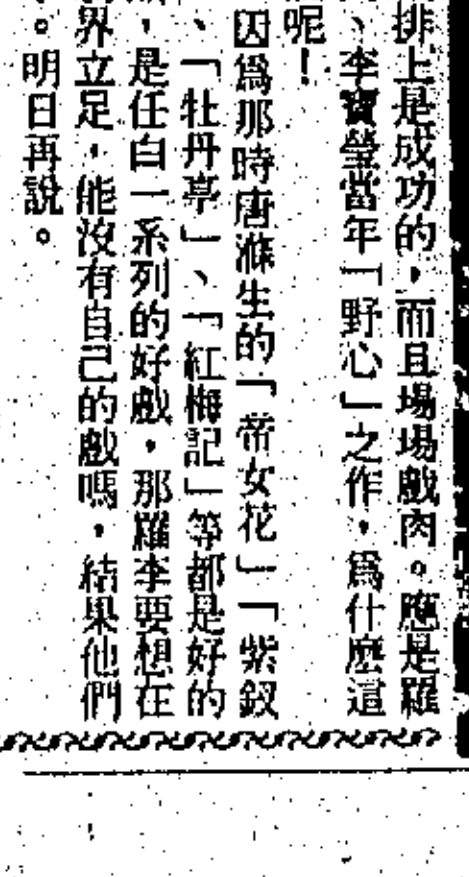 排上是成功的，而且場場戲肉。應是羅
、李寶瑩當年「野心」之作，爲什麼這
呢！
因爲那時唐滌生的「帝女花」「紫釵
、「牡丹亭」、「紅梅記」等都是好的
，是任白一系列的好戲，那羅李要想在
界立足，能沒有自己的戲嗎，結果他們
。明日再說。